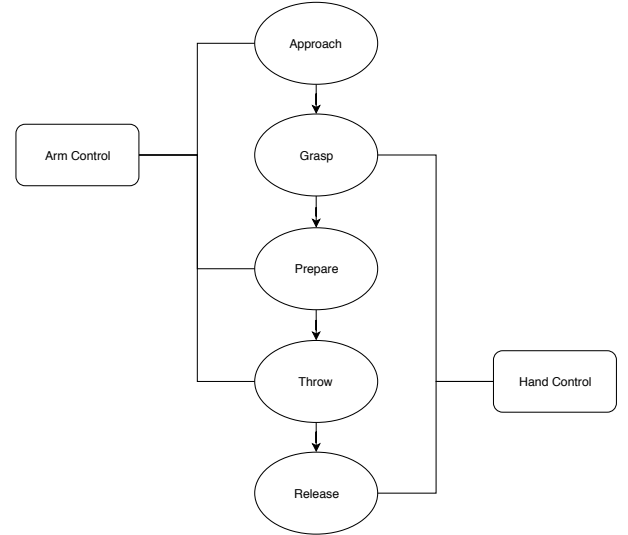 Approach
Arm Control
Grasp
Prepare
Throw
Hand Control
Release